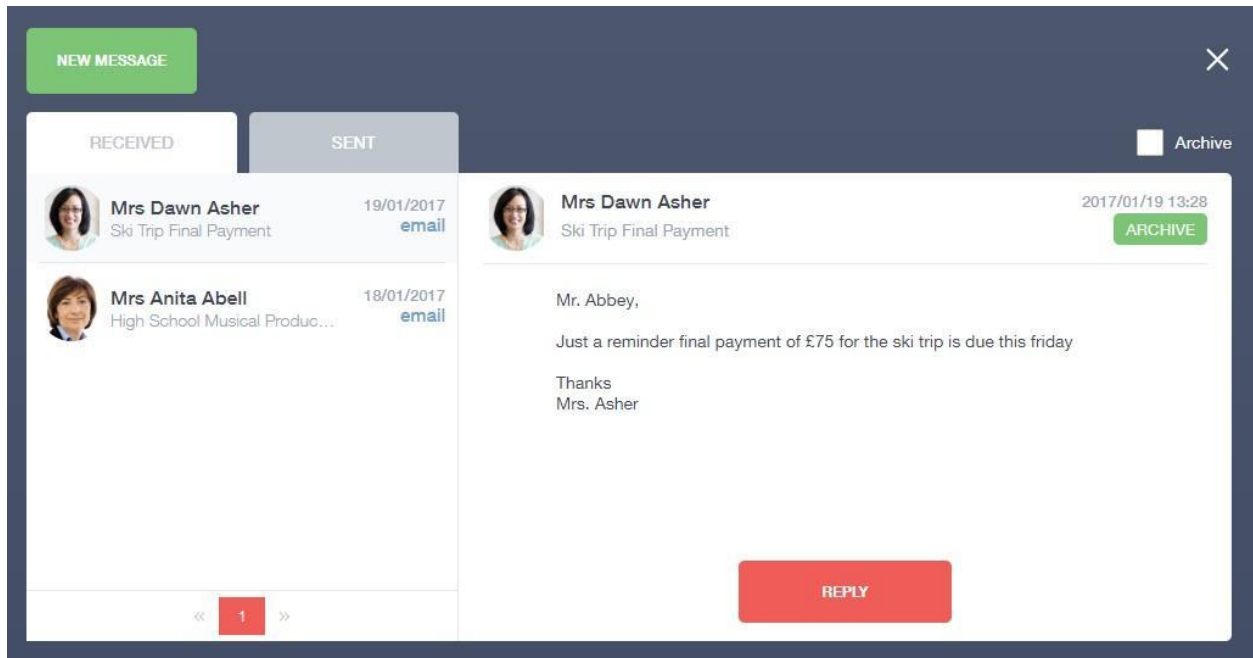 NEW MESSAGE
RECEIVED
SENT
Archive
Mrs Dawn Asher 19/01/2017
Ski Trip Final Payment email
Mrs Anita Abell 18/01/2017
High School Musical Produc... email
« 1 »
Mrs Dawn Asher 2017/01/19 13:28
Ski Trip Final Payment ARCHIVE
Mr. Abbey,
Just a reminder final payment of £75 for the ski trip is due this friday
Thanks
Mrs. Asher
REPLY